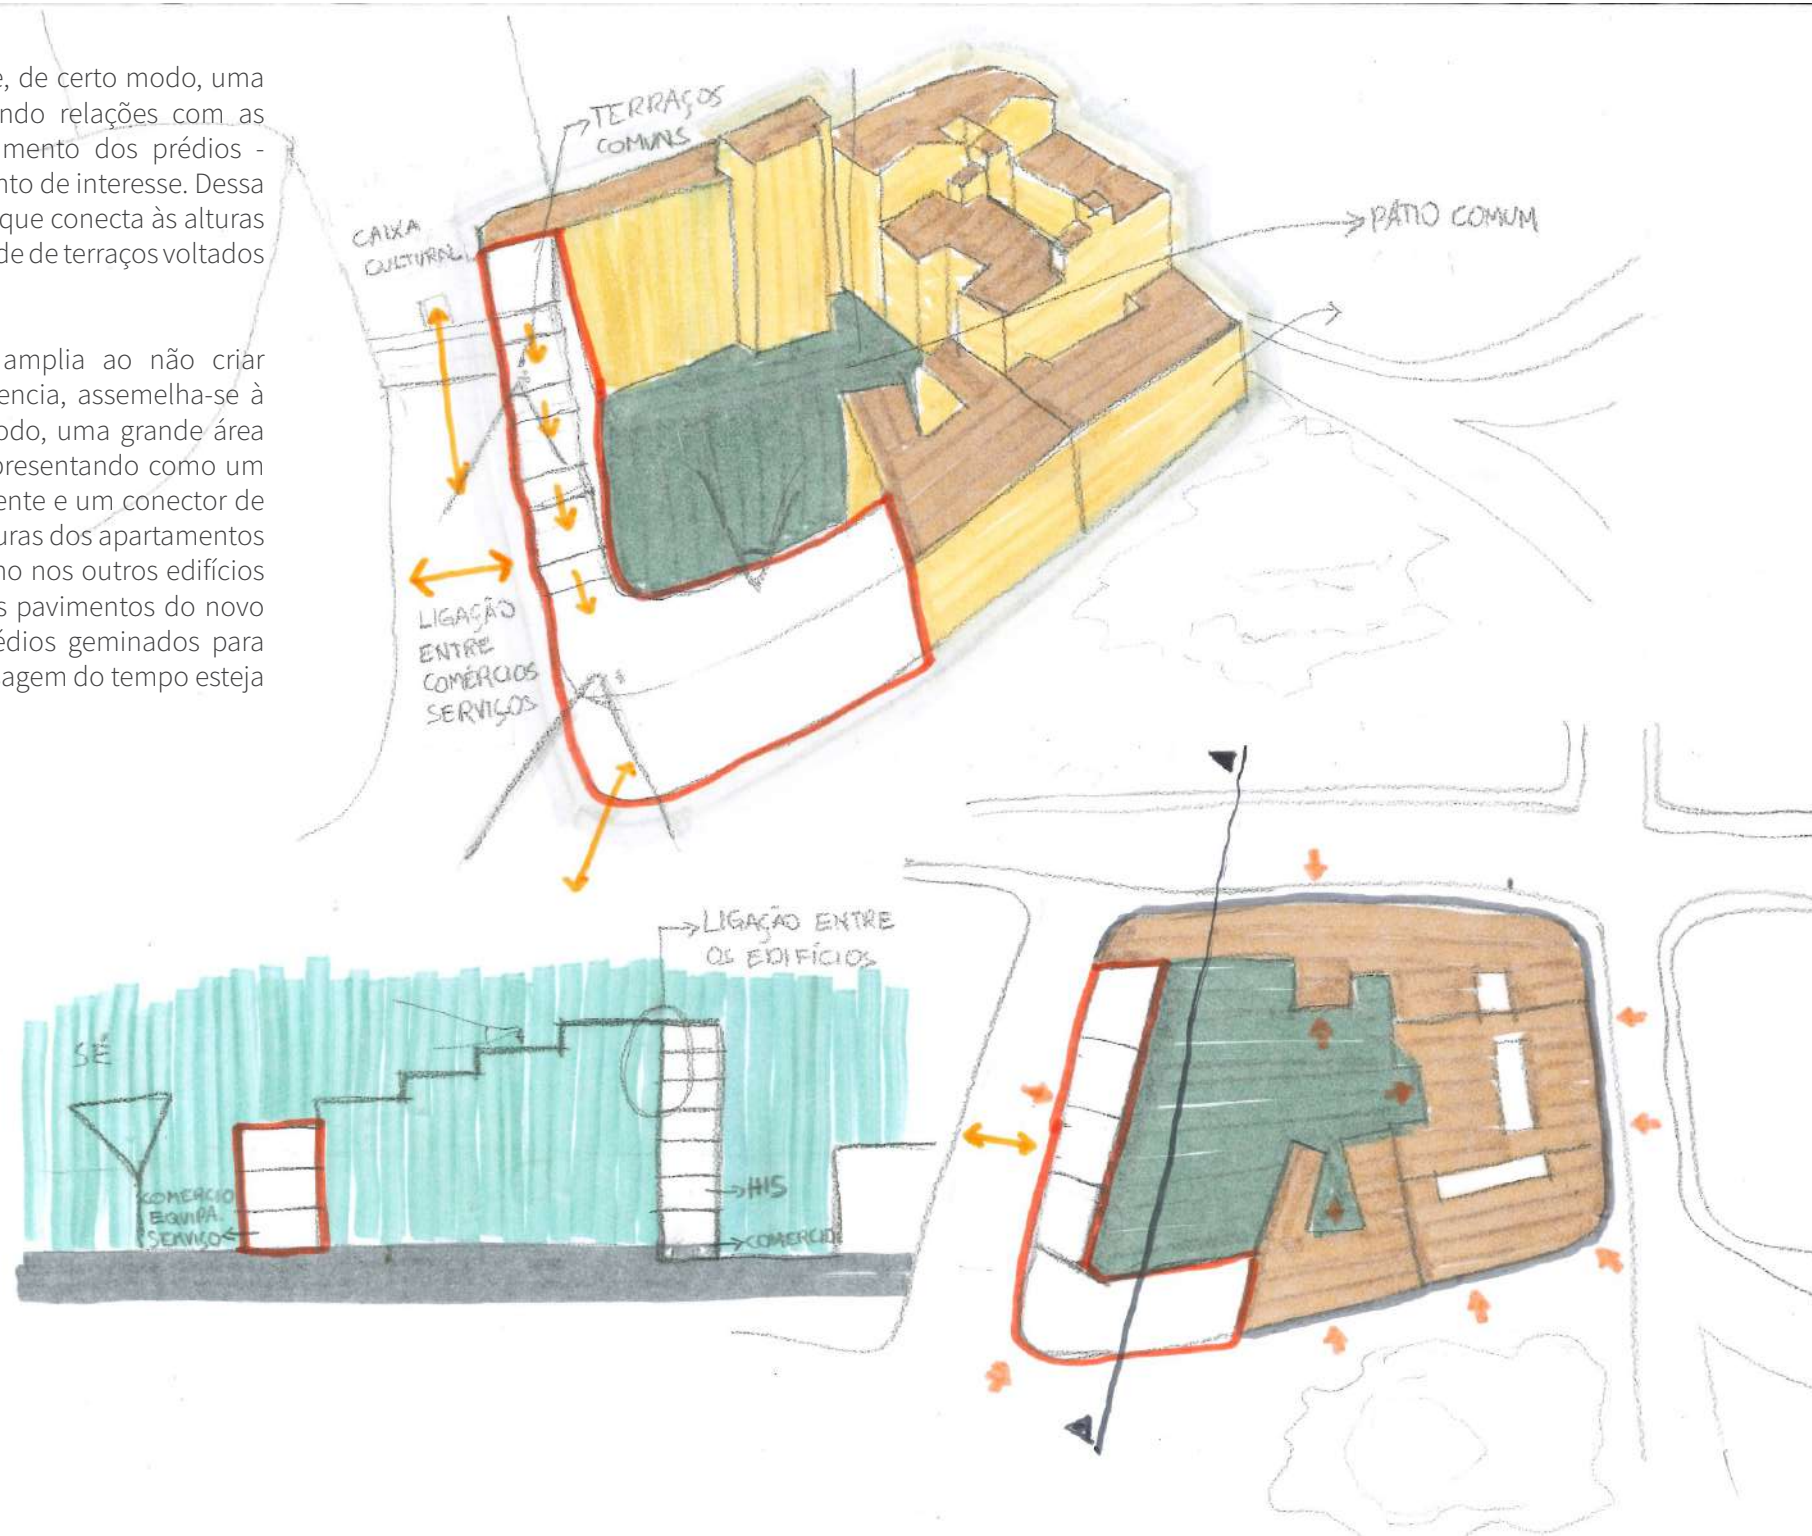 e, de certo modo, uma
ndo relações com as
mento dos prédios -
nto de interesse. Dessa
que conecta às alturas
de de terraços voltados
amplia ao não criar
encia, assemelha-se à
odo, uma grande área
presentando como um
ente e um conector de
uras dos apartamentos
no nos outros edifícios
s pavimentos do novo
édios geminados para
agem do tempo esteja
TERRAÇOS
COMUNS
CAIXA
CULTURAL
PÁTIO COMUM
LIGAÇÃO
ENTRE
COMÉRCIOS
SERVIÇOS
LIGAÇÃO ENTRE
OS EDIFÍCIOS
SÉ
COMERCIO
EQUIPA.
SERVIÇO
HIS
COMERCIO